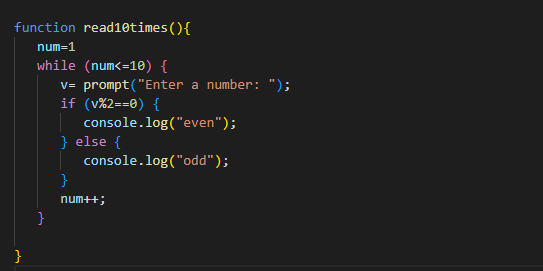 function read10times(){
num=1
while (num<=10) {
v= prompt("Enter a number: ");
if (v%2==0) {
console.log("even");
} else {
console.log("odd");
}
num++;
}
}